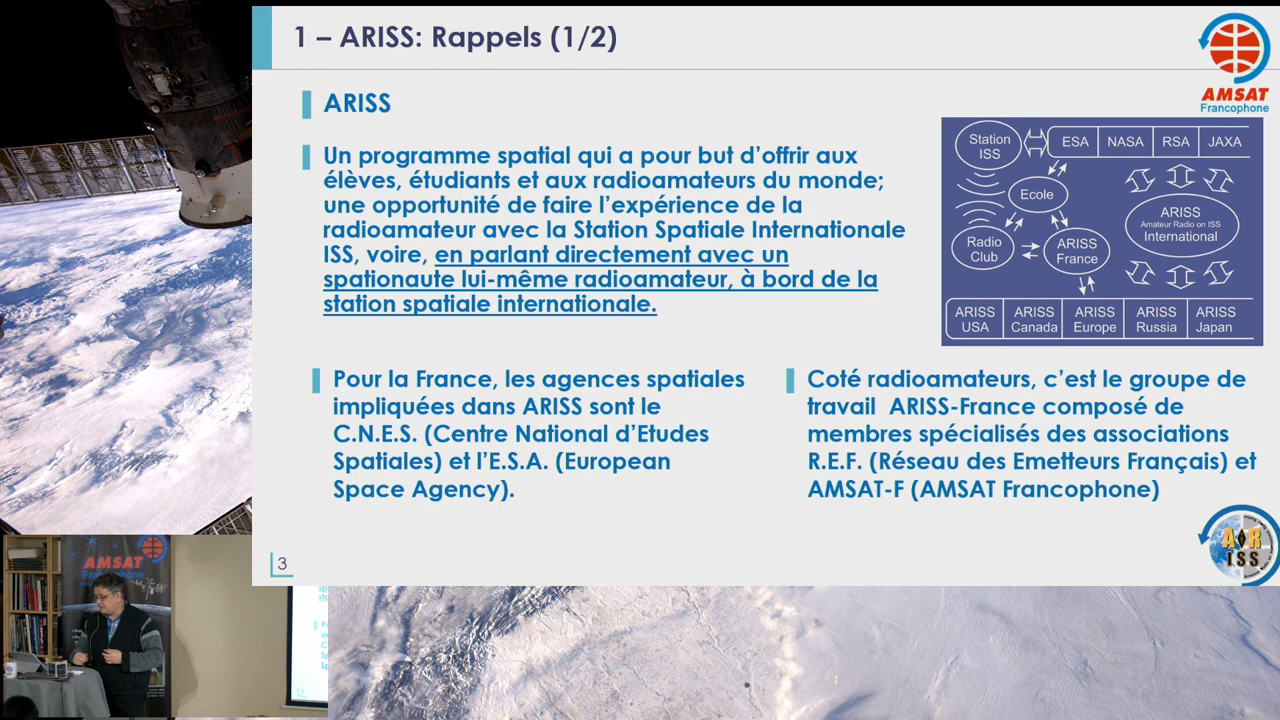 1 – ARISS: Rappels (1/2)
AMSAT
Francophone
ARISS
Un programme spatial qui a pour but d’offrir aux
élèves, étudiants et aux radioamateurs du monde;
une opportunité de faire l’expérience de la
radioamateur avec la Station Spatiale Internationale
ISS, voire, en parlant directement avec un
spationaute lui-même radioamateur, à bord de la
station spatiale internationale.
Station
ISS
ESA NASA RSA JAXA
Ecole
ARISS
Amateur Radio on ISS
International
Radio
Club
ARISS
France
ARISS
USA
ARISS
Canada
ARISS
Europe
ARISS
Russia
ARISS
Japan
Pour la France, les agences spatiales
impliquées dans ARISS sont le
C.N.E.S. (Centre National d’Etudes
Spatiales) et l’E.S.A. (European
Space Agency).
Coté radioamateurs, c’est le groupe de
travail  ARISS-France composé de
membres spécialisés des associations
R.E.F. (Réseau des Emetteurs Français) et
AMSAT-F (AMSAT Francophone)
3
AR
ISS
AMSAT
Francophone